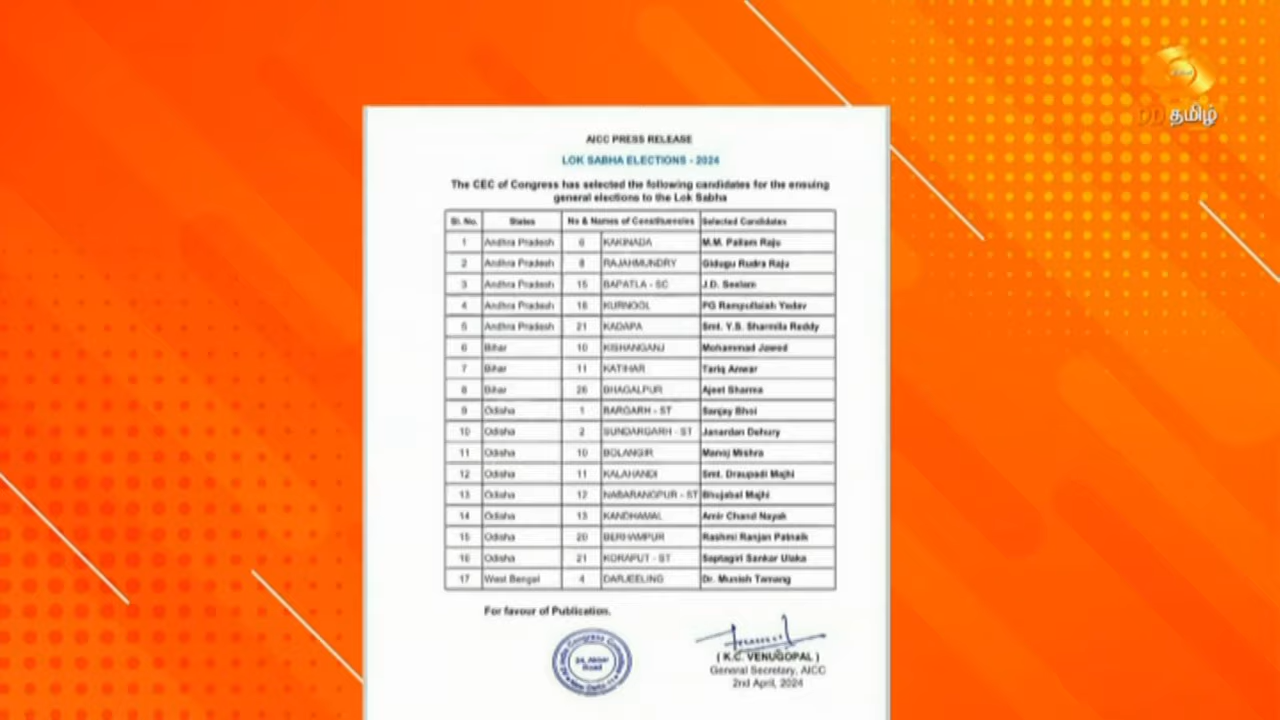 DD தமிழ்
AICC PRESS RELEASE
LOK SABHA ELECTIONS - 2024
The CEC of Congress has selected the following candidates for the ensuing
general elections to the Lok Sabha
Sl. No. States No & Names of Constituencies Selected Candidates
1 Andhra Pradesh 6 KAKINADA M.M. Pallam Raju
2 Andhra Pradesh 8 RAJAHMUNDRY Gidugu Rudra Raju
3 Andhra Pradesh 15 BAPATLA - SC J.D. Seelam
4 Andhra Pradesh 18 KURNOOL PG Rampullaiah Yadav
5 Andhra Pradesh 21 KADAPA Smt. Y.S. Sharmila Reddy
6 Bihar 10 KISHANGANJ Mohammad Jawed
7 Bihar 11 KATIHAR Tariq Anwar
8 Bihar 26 BHAGALPUR Ajeet Sharma
9 Odisha 1 BARGARH - ST Sanjay Bhoi
10 Odisha 2 SUNDARGARH - ST Janardan Dehury
11 Odisha 10 BOLANGIR Manoj Mishra
12 Odisha 11 KALAHANDI Smt. Draupadi Majhi
13 Odisha 12 NABARANGPUR - ST Bhujabal Majhi
14 Odisha 13 KANDHAMAL Amir Chand Nayak
15 Odisha 20 BERHAMPUR Rashmi Ranjan Patnaik
16 Odisha 21 KORAPUT - ST Saptagiri Sankar Ulaka
17 West Bengal 4 DARJEELING Dr. Munish Tamang
For favour of Publication.
Congress Committee
24, Akbar
Road
New Delhi
( K.C. VENUGOPAL )
General Secretary, AICC
2nd April, 2024